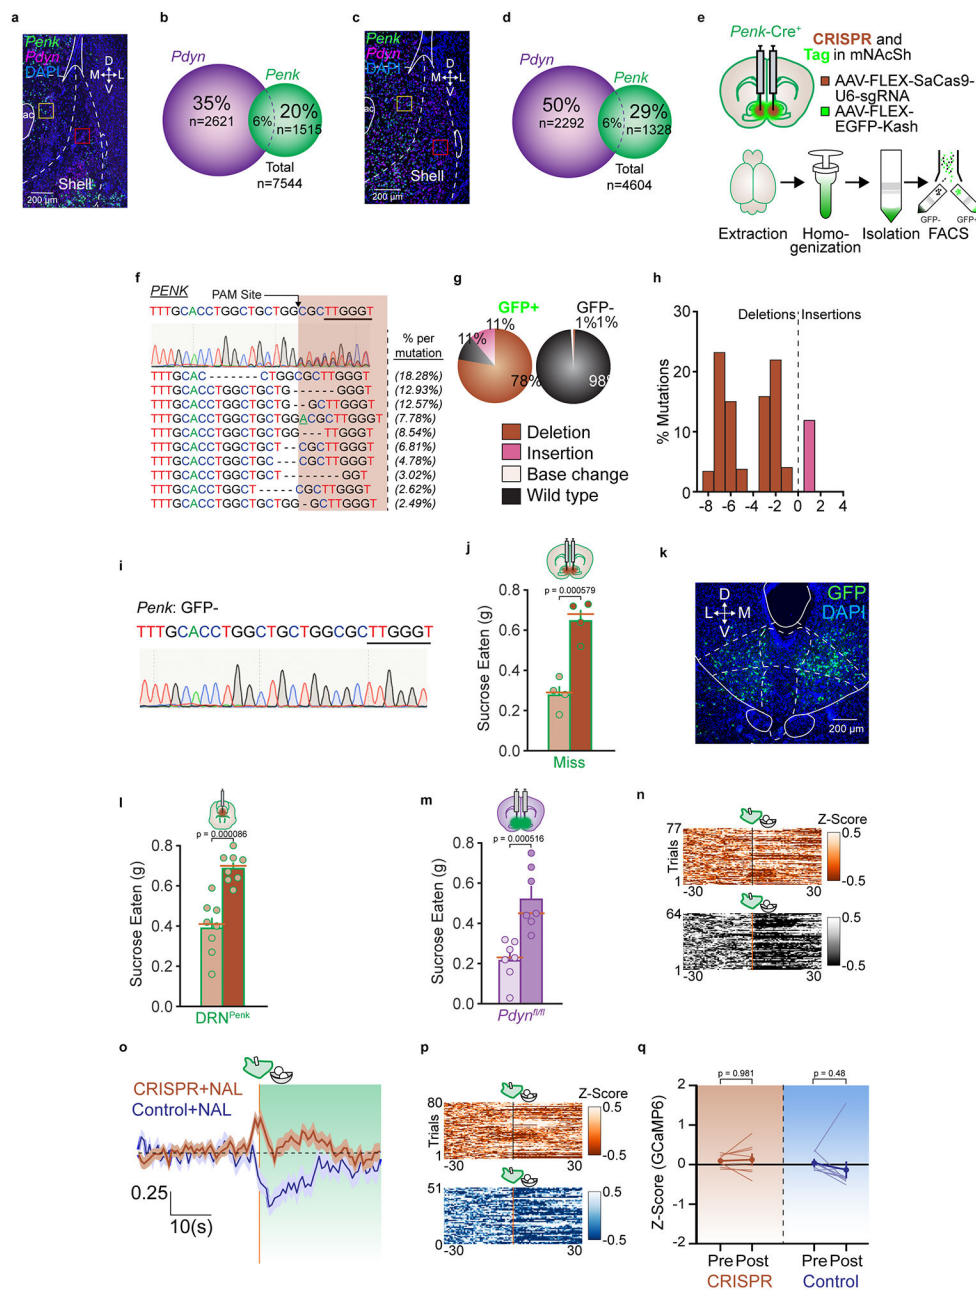 a
Penk
Pdyn
DAPI
D
M L
V
ac
Shell
200 µm
b
Pdyn
Penk
35%
n=2621
6%
20%
n=1515
Total
n=7544
c
Penk
Pdyn
DAPI
D
M L
V
ac
Shell
200 µm
d
Pdyn
Penk
50%
n=2292
6%
29%
n=1328
Total
n=4604
e
Penk-Cre+
CRISPR and
Tag in mNAcSh
AAV-FLEX-SaCas9-
U6-sgRNA
AAV-FLEX-
EGFP-Kash
GFP- GFP+
Extraction Homo-
genization Isolation FACS
f
PENK
PAM Site
TTTGCACCTGGCTGCTGGCGCTTGGGT
% per
mutation
TTTGCAC-------CTGGCGCTTGGGT (18.28%)
TTTGCACCTGGCTGCTG------GGGT (12.93%)
TTTGCACCTGGCTGCTG--GCTTGGGT (12.57%)
TTTGCACCTGGCTGCTGGACGCTTGGGT (7.78%)
TTTGCACCTGGCTGCTGG----TTGGGT (8.54%)
TTTGCACCTGGCTGCT--CGCTTGGGT (6.81%)
TTTGCACCTGGCTGC---CGCTTGGGT (4.78%)
TTTGCACCTGGCTGCT--------GGT (3.02%)
TTTGCACCTGGCT-----CGCTTGGGT (2.62%)
TTTGCACCTGGCTGCTGG-GCTTGGGT (2.49%)
g
GFP+
11%
11%
78%
GFP-
1%1%
98%
Deletion
Insertion
Base change
Wild type
h
Deletions Insertions
% Mutations
30
20
10
0
-8 -6 -4 -2 0 2 4
i
Penk: GFP-
TTTGCACCTGGCTGCTGGCGCTTGGGT
j
p = 0.000579
Sucrose Eaten (g)
0.8
0.6
0.4
0.2
0.0
Miss
k
GFP
DAPI
D
L M
V
200 µm
l
p = 0.000086
Sucrose Eaten (g)
0.8
0.6
0.4
0.2
0.0
DRNPenk
m
p = 0.000516
Sucrose Eaten (g)
0.8
0.6
0.4
0.2
0.0
Pdynfl/fl
n
Z-Score
77
Trials
1
-30 30
0.5
-0.5
64
1
-30 30
0.5
-0.5
o
CRISPR+NAL
Control+NAL
0.25
10(s)
p
Z-Score
80
Trials
1
-30 30
0.5
-0.5
51
0
-30 30
0.5
-0.5
q
p = 0.981 p = 0.48
Z-Score (GCaMP6)
2
1
0
-1
-2
Pre Post Pre Post
CRISPR Control